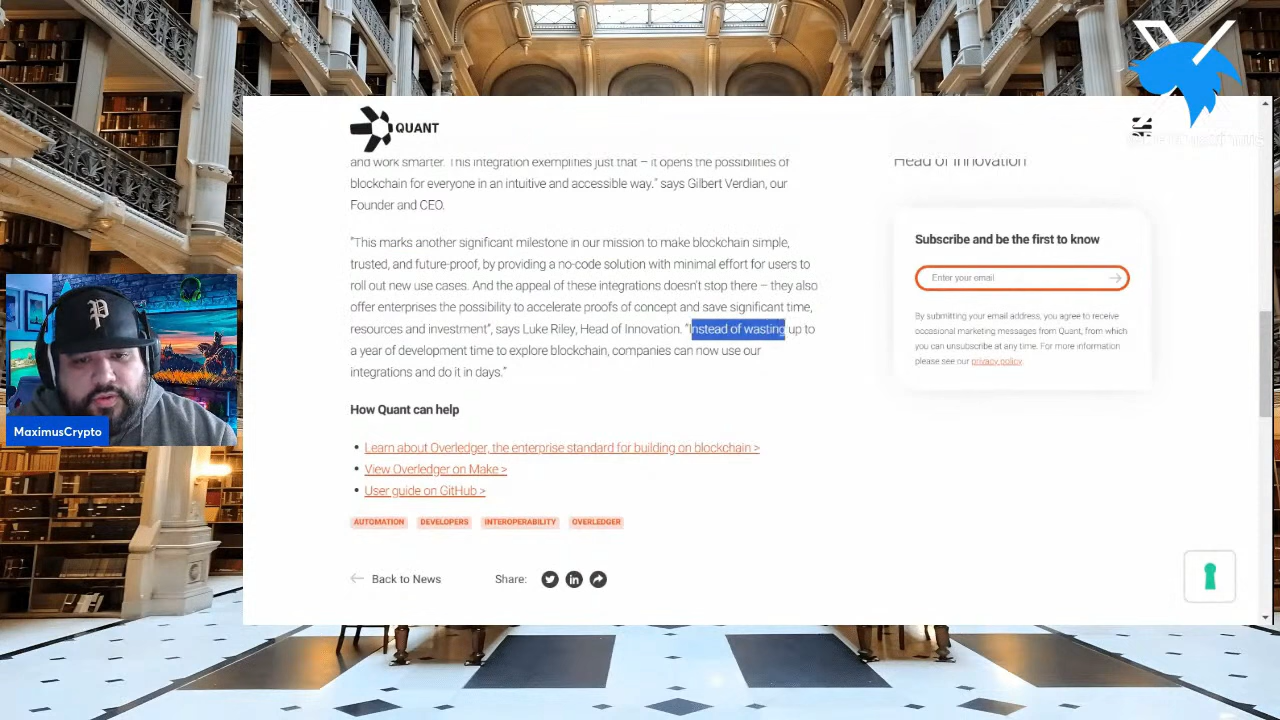 QUANT
and work smarter. This integration exemplifies just that – it opens the possibilities of
blockchain for everyone in an intuitive and accessible way." says Gilbert Verdian, our
Founder and CEO.
"This marks another significant milestone in our mission to make blockchain simple,
trusted, and future-proof, by providing a no-code solution with minimal effort for users to
roll out new use cases. And the appeal of these integrations doesn't stop there – they also
offer enterprises the possibility to accelerate proofs of concept and save significant time,
resources and investment", says Luke Riley, Head of Innovation. "Instead of wasting up to
a year of development time to explore blockchain, companies can now use our
integrations and do it in days."
How Quant can help
• Learn about Overledger, the enterprise standard for building on blockchain >
• View Overledger on Make >
• User guide on GitHub >
AUTOMATION DEVELOPERS INTEROPERABILITY OVERLEDGER
Back to News Share:
Head of Innovation
Subscribe and be the first to know
Enter your email
By submitting your email address, you agree to receive
occasional marketing messages from Quant, from which
you can unsubscribe at any time. For more information
please see our privacy policy.
P
MaximusCrypto